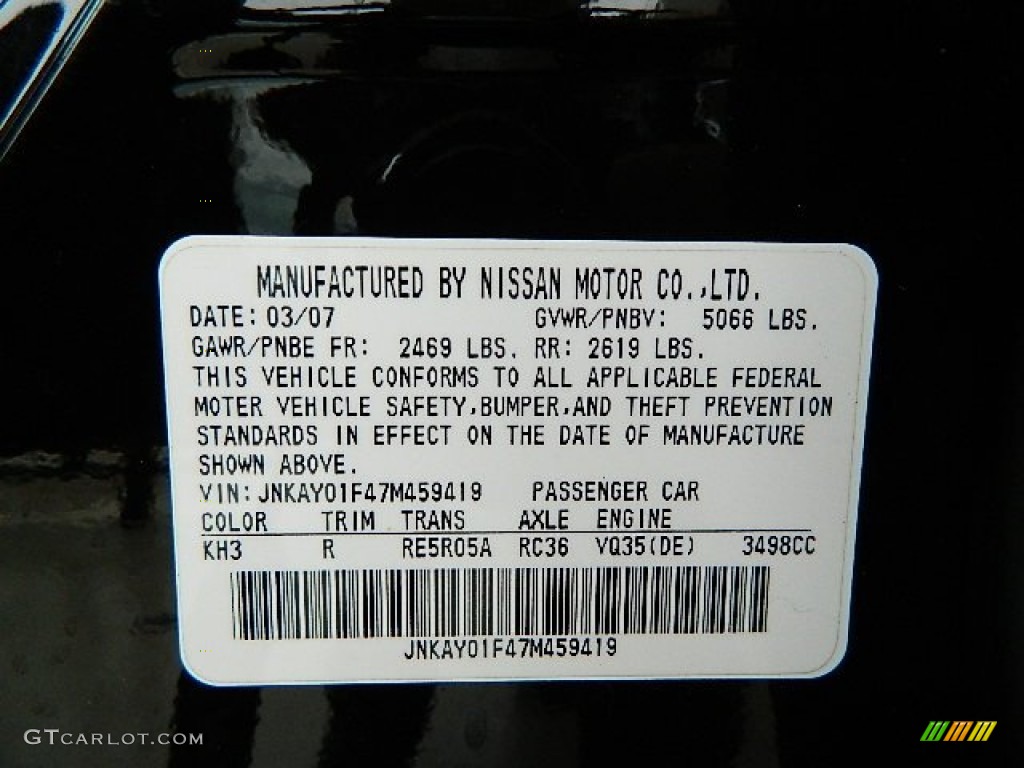 MANUFACTURED BY NISSAN MOTOR CO.,LTD.
DATE: 03/07 GVWR/PNBV: 5066 LBS.
GAWR/PNBE FR: 2469 LBS. RR: 2619 LBS.
THIS VEHICLE CONFORMS TO ALL APPLICABLE FEDERAL
MOTER VEHICLE SAFETY,BUMPER,AND THEFT PREVENTION
STANDARDS IN EFFECT ON THE DATE OF MANUFACTURE
SHOWN ABOVE.
VIN:JNKAY01F47M459419 PASSENGER CAR
COLOR TRIM TRANS AXLE ENGINE
KH3 R RE5R05A RC36 VQ35(DE) 3498CC
JNKAY01F47M459419
GTCARLOT.COM